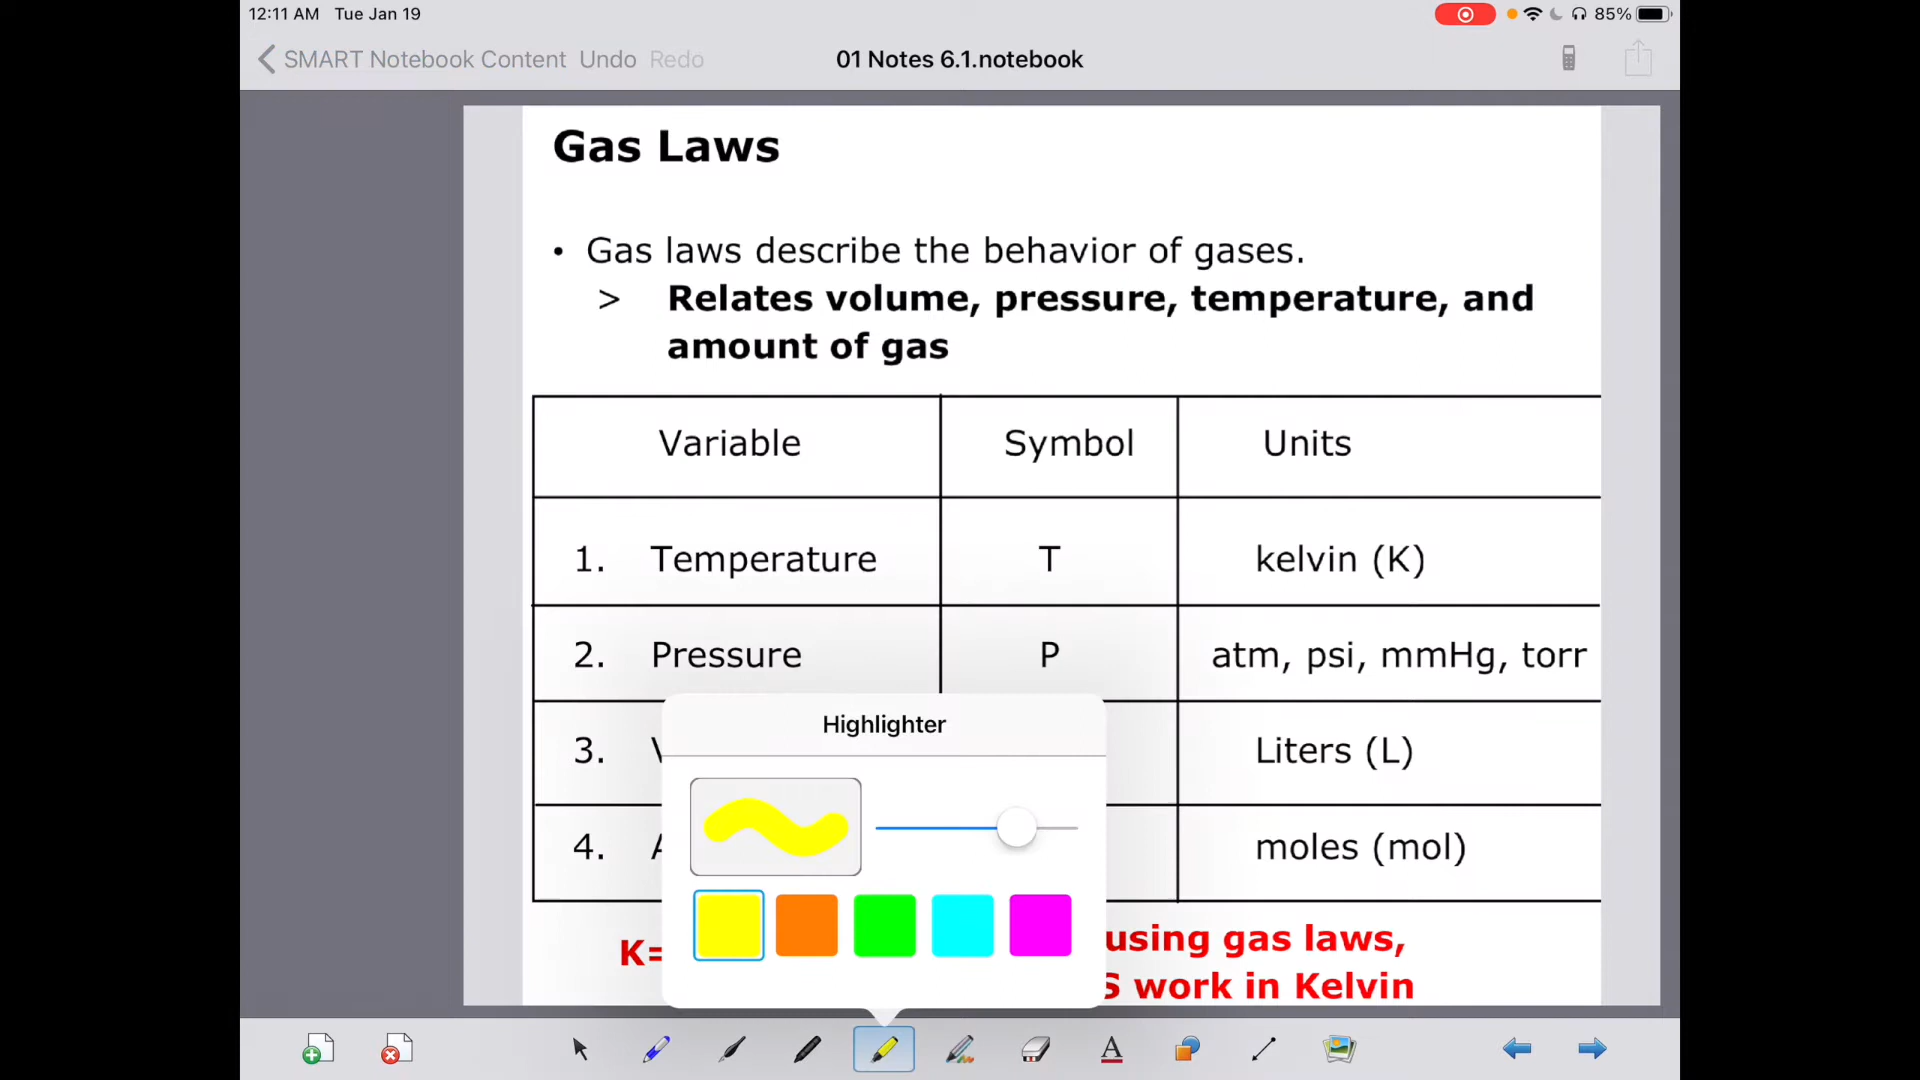 12:11 AM Tue Jan 19
85%
SMART Notebook Content Undo Redo
01 Notes 6.1.notebook
Gas Laws
• Gas laws describe the behavior of gases.
> Relates volume, pressure, temperature, and
amount of gas
Variable Symbol Units
1. Temperature T kelvin (K)
2. Pressure P atm, psi, mmHg, torr
3. Liters (L)
4. moles (mol)
Highlighter
K= using gas laws,
S work in Kelvin
A